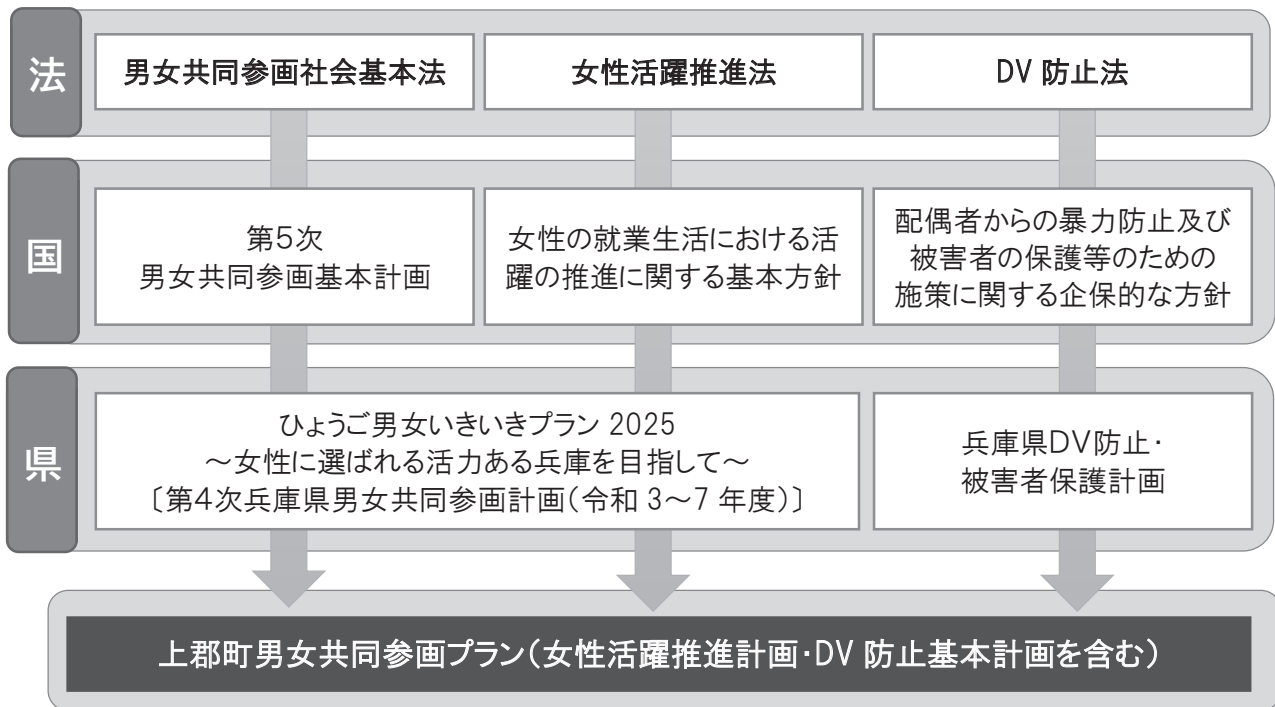 法
男女共同参画社会基本法
女性活躍推進法
DV 防止法
国
第5次
男女共同参画基本計画
女性の就業生活における活
躍の推進に関する基本方針
配偶者からの暴力防止及び
被害者の保護等のための
施策に関する企保的な方針
県
ひょうご男女いきいきプラン 2025
～女性に選ばれる活力ある兵庫を目指して～
〔第4次兵庫県男女共同参画計画(令和 3～7 年度)〕
兵庫県DV防止・
被害者保護計画
上郡町男女共同参画プラン(女性活躍推進計画・DV 防止基本計画を含む)